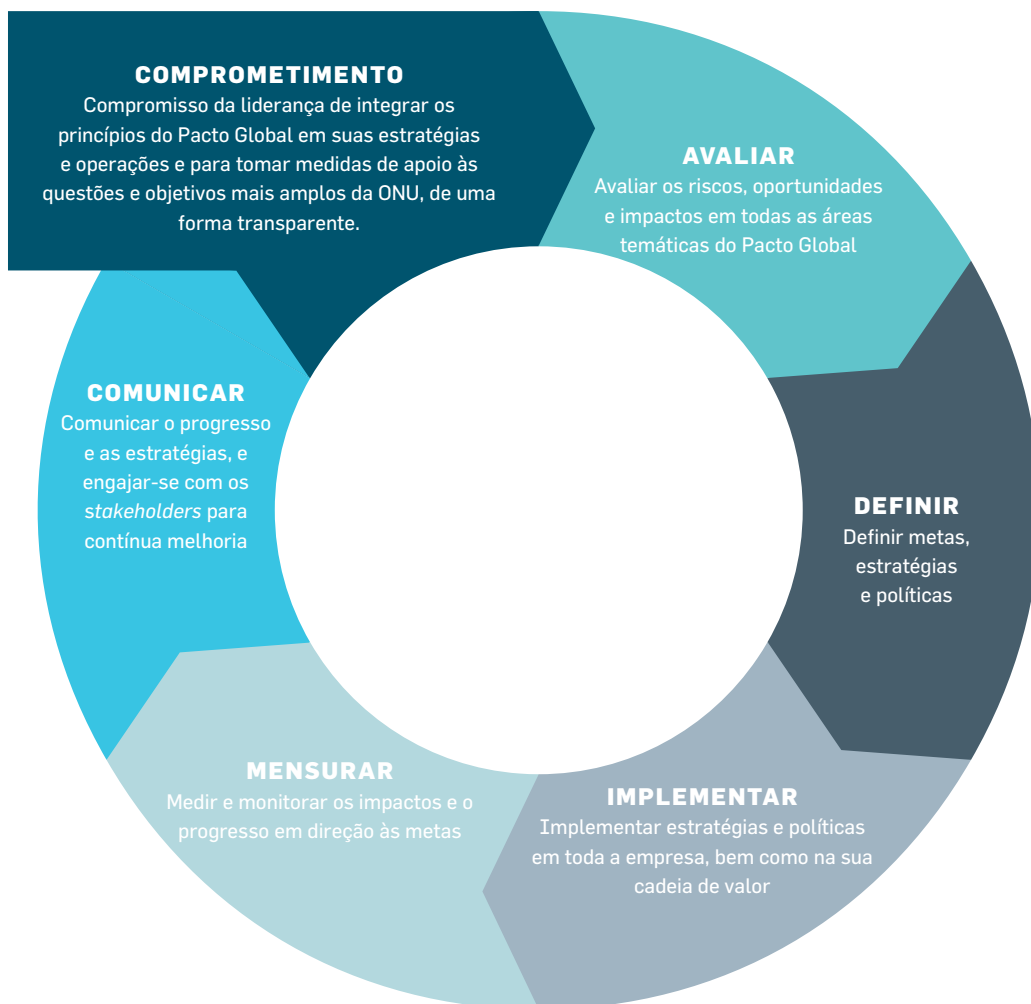 COMPROMETIMENTO
Compromisso da liderança de integrar os
princípios do Pacto Global em suas estratégias
e operações e para tomar medidas de apoio às
questões e objetivos mais amplos da ONU, de uma
forma transparente.
AVALIAR
Avaliar os riscos, oportunidades
e impactos em todas as áreas
temáticas do Pacto Global
DEFINIR
Definir metas,
estratégias
e políticas
IMPLEMENTAR
Implementar estratégias e políticas
em toda a empresa, bem como na sua
cadeia de valor
MENSURAR
Medir e monitorar os impactos e o
progresso em direção às metas
COMUNICAR
Comunicar o progresso
e as estratégias, e
engajar-se com os
stakeholders para
contínua melhoria